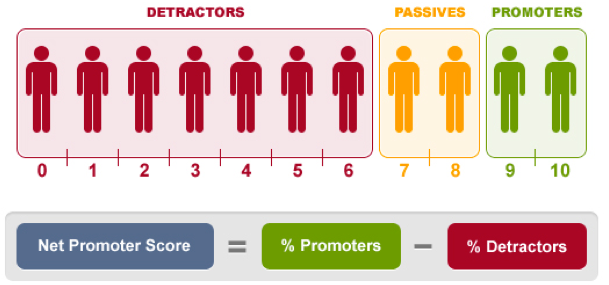 DETRACTORS PASSIVES PROMOTERS
0 1 2 3 4 5 6 7 8 9 10
Net Promoter Score = % Promoters − % Detractors